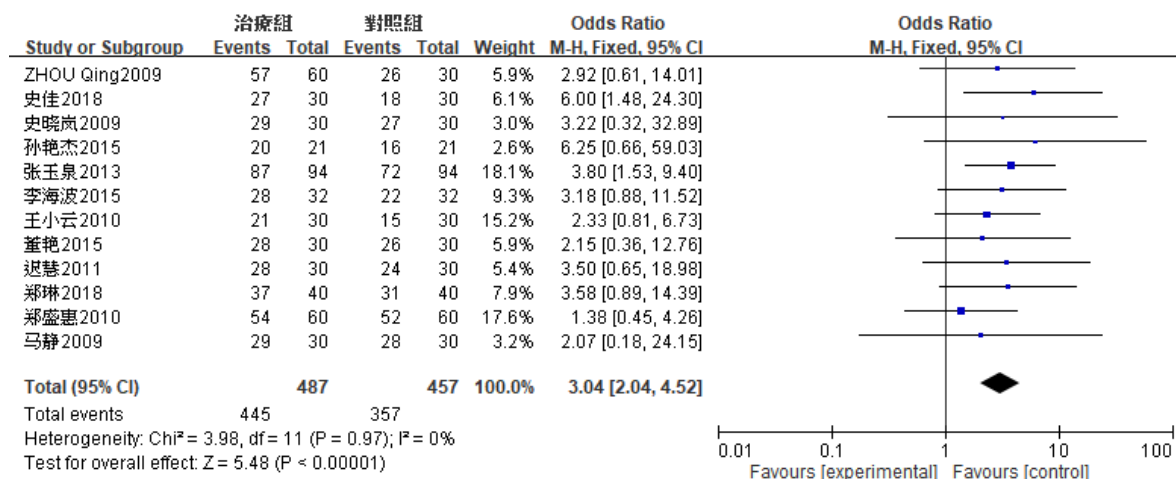 治療組 對照組 Odds Ratio Odds Ratio
Study or Subgroup Events Total Events Total Weight M-H, Fixed, 95% CI M-H, Fixed, 95% CI
ZHOU Qing2009 57 60 26 30 5.9% 2.92 [0.61, 14.01]
史佳2018 27 30 18 30 6.1% 6.00 [1.48, 24.30]
史晓岚2009 29 30 27 30 3.0% 3.22 [0.32, 32.89]
孙艳杰2015 20 21 16 21 2.6% 6.25 [0.66, 59.03]
张玉泉2013 87 94 72 94 18.1% 3.80 [1.53, 9.40]
李海波2015 28 32 22 32 9.2% 3.18 [0.88, 11.52]
王小云2010 21 30 15 30 15.0% 2.33 [0.81, 6.73]
董艳2015 28 30 26 30 5.9% 2.15 [0.36, 12.76]
迟慧2011 28 30 24 30 5.4% 3.50 [0.65, 18.98]
郑琳2018 37 40 31 40 7.9% 3.58 [0.89, 14.39]
郑盛惠2010 54 60 52 60 17.6% 1.38 [0.45, 4.26]
马静2009 29 30 28 30 3.2% 2.07 [0.18, 24.15]
Total (95% CI) 487 457 100.0% 3.04 [2.04, 4.52]
Total events 445 357
Heterogeneity: Chi² = 3.98, df = 11 (P = 0.97); I² = 0%
Test for overall effect: Z = 5.48 (P < 0.00001)
0.01 0.1 1 10 100
Favours [experimental] Favours [control]